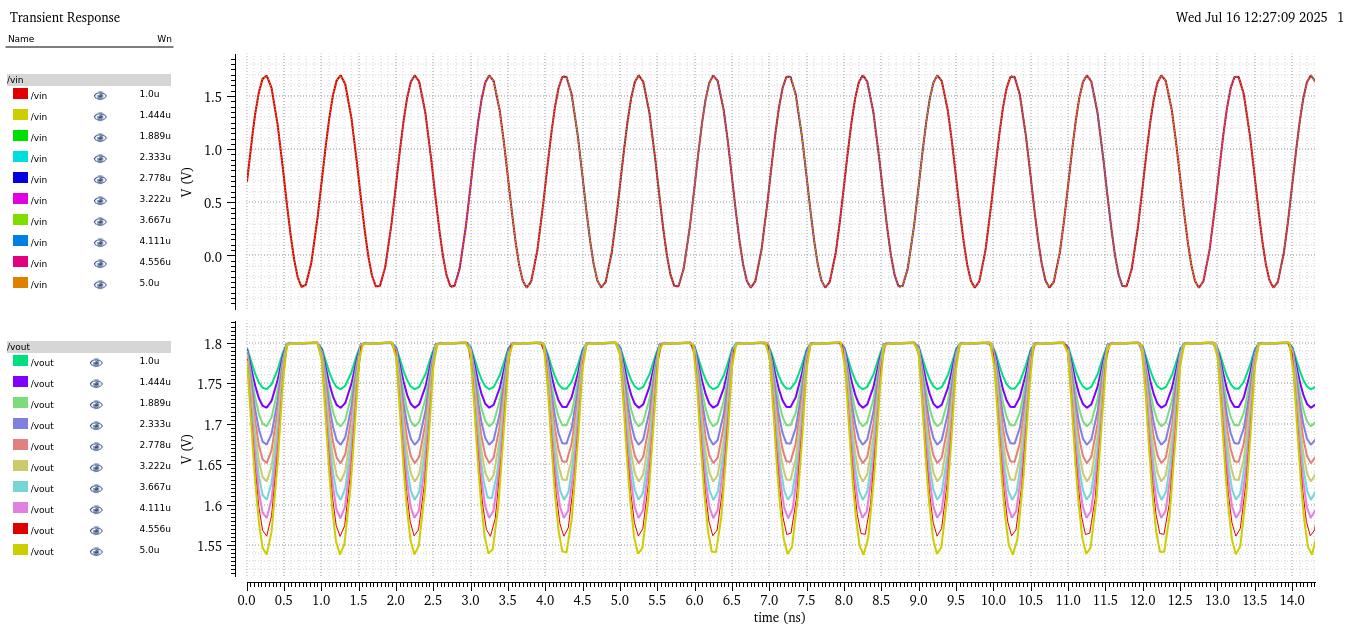 Transient Response
Wed Jul 16 12:27:09 2025 1
Name Wn
/vin
/vin 1.0u
/vin 1.444u
/vin 1.889u
/vin 2.333u
/vin 2.778u
/vin 3.222u
/vin 3.667u
/vin 4.111u
/vin 4.556u
/vin 5.0u
V (V)
1.5
1.0
0.5
0.0
/vout
/vout 1.0u
/vout 1.444u
/vout 1.889u
/vout 2.333u
/vout 2.778u
/vout 3.222u
/vout 3.667u
/vout 4.111u
/vout 4.556u
/vout 5.0u
V (V)
1.8
1.75
1.7
1.65
1.6
1.55
0.0 0.5 1.0 1.5 2.0 2.5 3.0 3.5 4.0 4.5 5.0 5.5 6.0 6.5 7.0 7.5 8.0 8.5 9.0 9.5 10.0 10.5 11.0 11.5 12.0 12.5 13.0 13.5 14.0
time (ns)